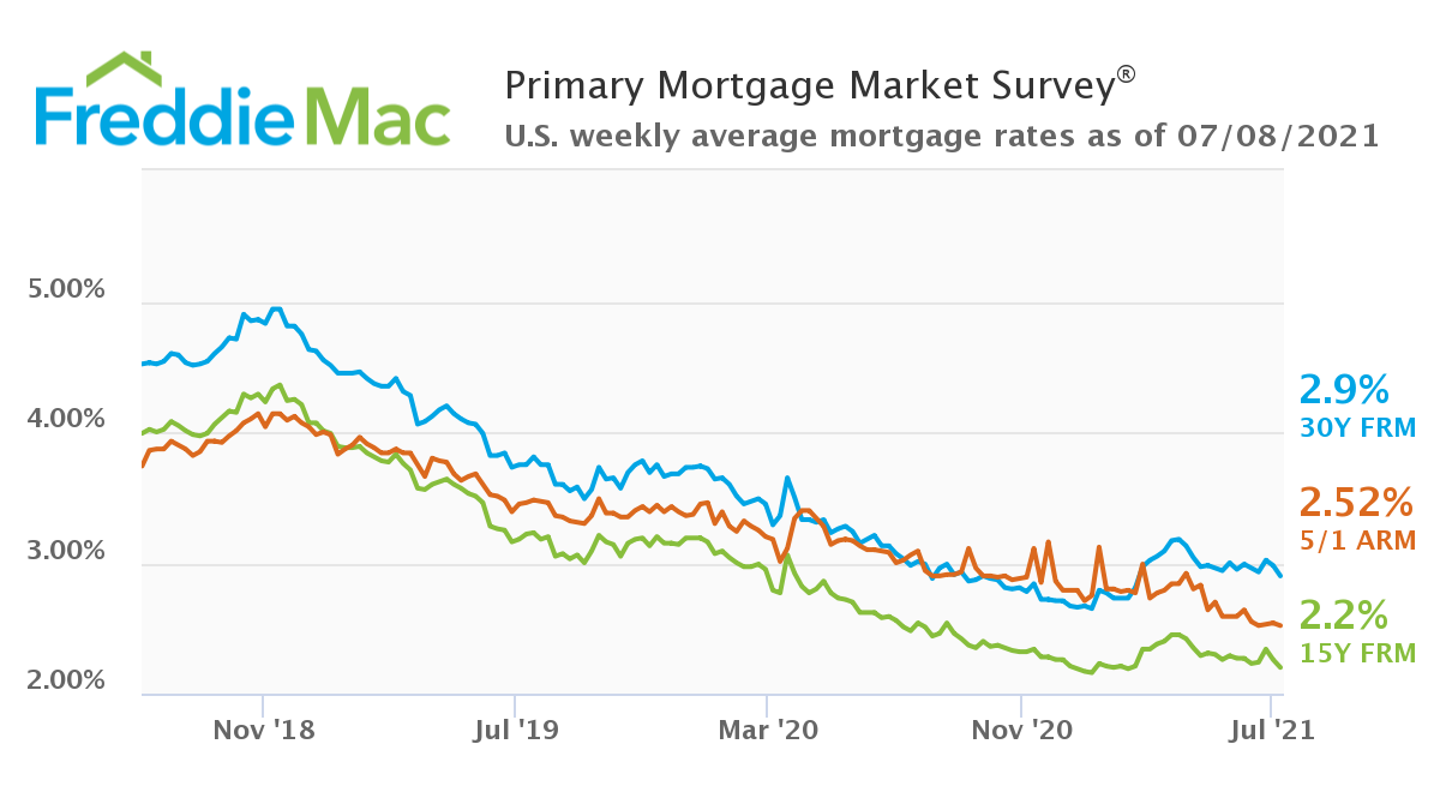 Freddie Mac
Primary Mortgage Market Survey®
U.S. weekly average mortgage rates as of 07/08/2021
5.00%
4.00%
3.00%
2.00%
2.9%
30Y FRM
2.52%
5/1 ARM
2.2%
15Y FRM
Nov '18
Jul '19
Mar '20
Nov '20
Jul '21